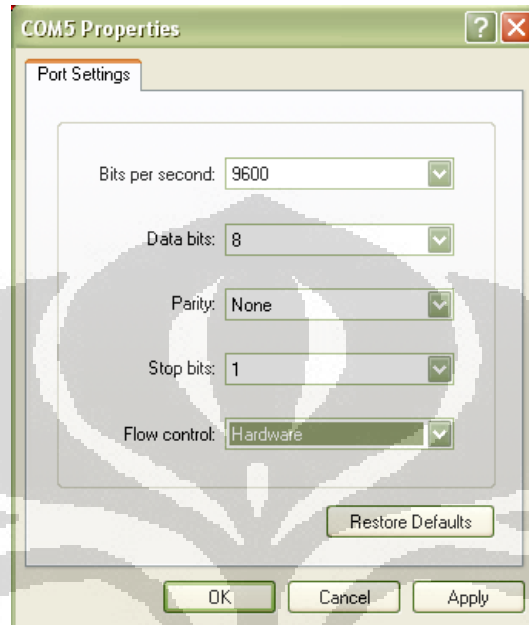 COM5 Properties
Port Settings
Bits per second: 9600
Data bits: 8
Parity: None
Stop bits: 1
Flow control: Hardware
Restore Defaults
OK Cancel Apply